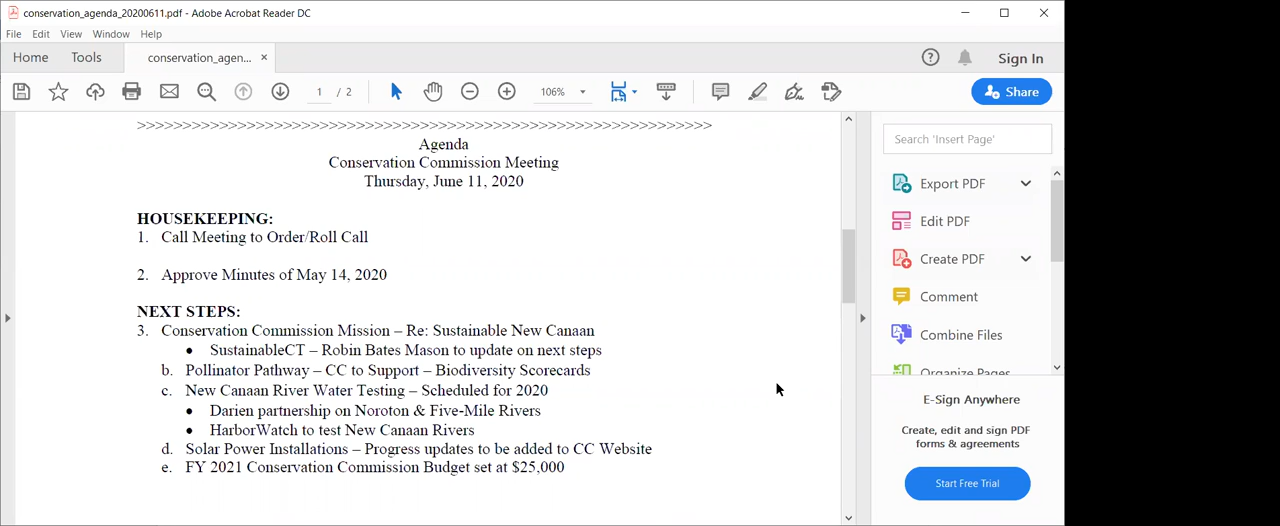 conservation_agenda_20200611.pdf - Adobe Acrobat Reader DC
File Edit View Window Help
Home Tools conservation_agen... × Sign In
1 / 2 106% Share
>>>>>>>>>>>>>>>>>>>>>>>>>>>>>>>>>>>>>>>>>>>>>>>>>>>>>>>>>>>>>>>>
Agenda
Conservation Commission Meeting
Thursday, June 11, 2020
HOUSEKEEPING:
1. Call Meeting to Order/Roll Call
2. Approve Minutes of May 14, 2020
NEXT STEPS:
3. Conservation Commission Mission – Re: Sustainable New Canaan
• SustainableCT – Robin Bates Mason to update on next steps
b. Pollinator Pathway – CC to Support – Biodiversity Scorecards
c. New Canaan River Water Testing – Scheduled for 2020
• Darien partnership on Noroton & Five-Mile Rivers
• HarborWatch to test New Canaan Rivers
d. Solar Power Installations – Progress updates to be added to CC Website
e. FY 2021 Conservation Commission Budget set at $25,000
Search 'Insert Page'
Export PDF
Edit PDF
Create PDF
Comment
Combine Files
Organize Pages
E-Sign Anywhere
Create, edit and sign PDF
forms & agreements
Start Free Trial